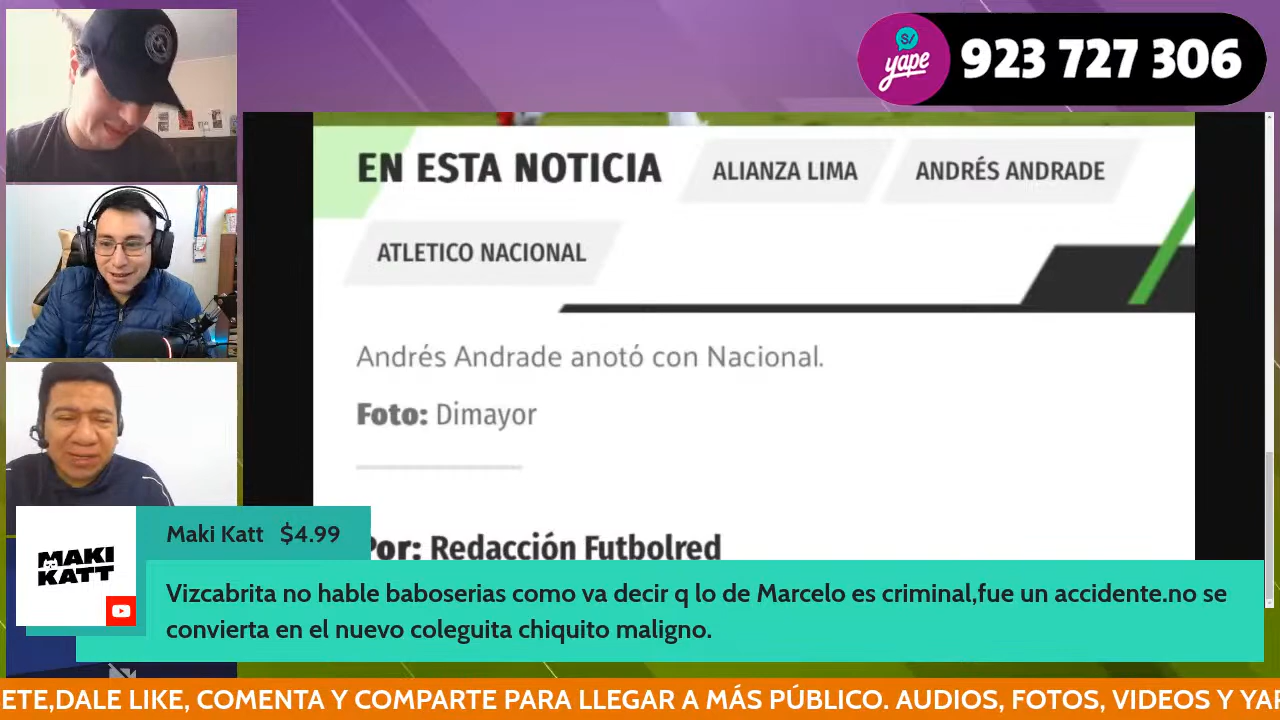 S/
yape
923 727 306
EN ESTA NOTICIA
ALIANZA LIMA
ANDRÉS ANDRADE
ATLETICO NACIONAL
Andrés Andrade anotó con Nacional.
Foto: Dimayor
Por: Redacción Futbolred
MAKI
KATT
Maki Katt $4.99
Vizcabrita no hable baboserias como va decir q lo de Marcelo es criminal,fue un accidente.no se
convierta en el nuevo coleguita chiquito maligno.
ETE,DALE LIKE, COMENTA Y COMPARTE PARA LLEGAR A MÁS PÚBLICO. AUDIOS, FOTOS, VIDEOS Y YAP